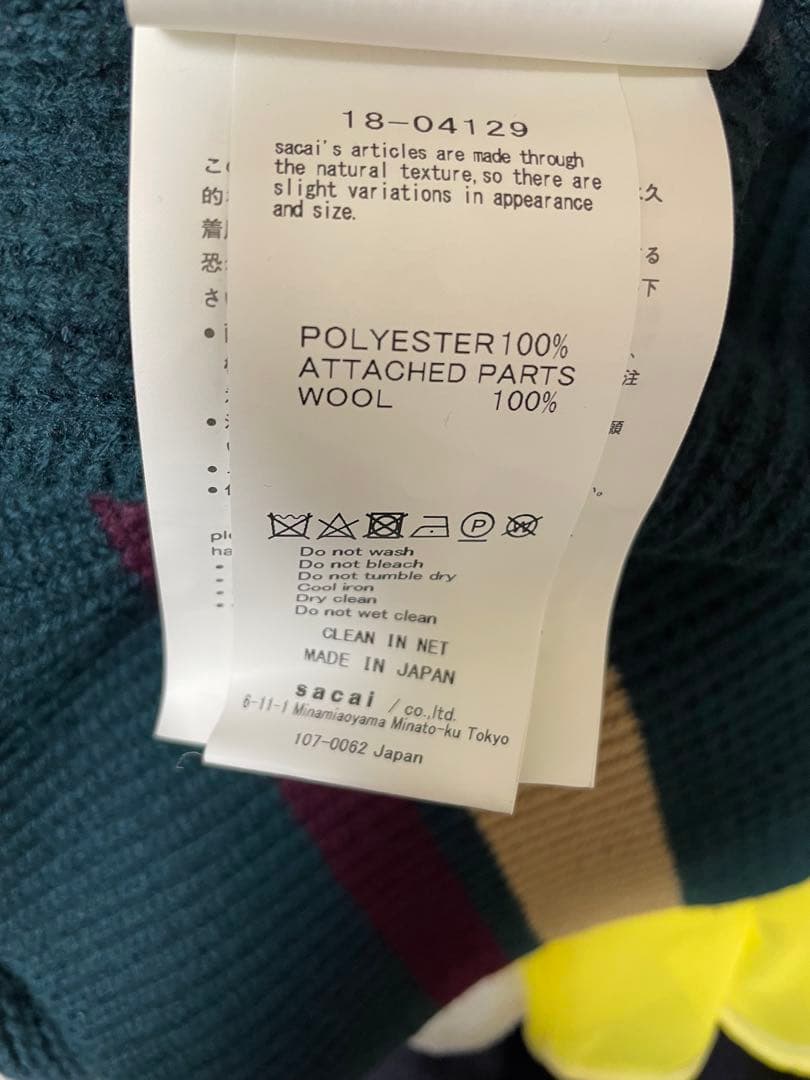 18-04129
sacai's articles are made through
the natural texture, so there are
slight variations in appearance
and size.
POLYESTER 100%
ATTACHED PARTS
WOOL 100%
P
W
Do not wash
Do not bleach
Do not tumble dry
Cool iron
Dry clean
Do not wet clean
CLEAN IN NET
MADE IN JAPAN
sacai / co.,ltd.
6-11-1 Minamiaoyama Minato-ku Tokyo
107-0062 Japan